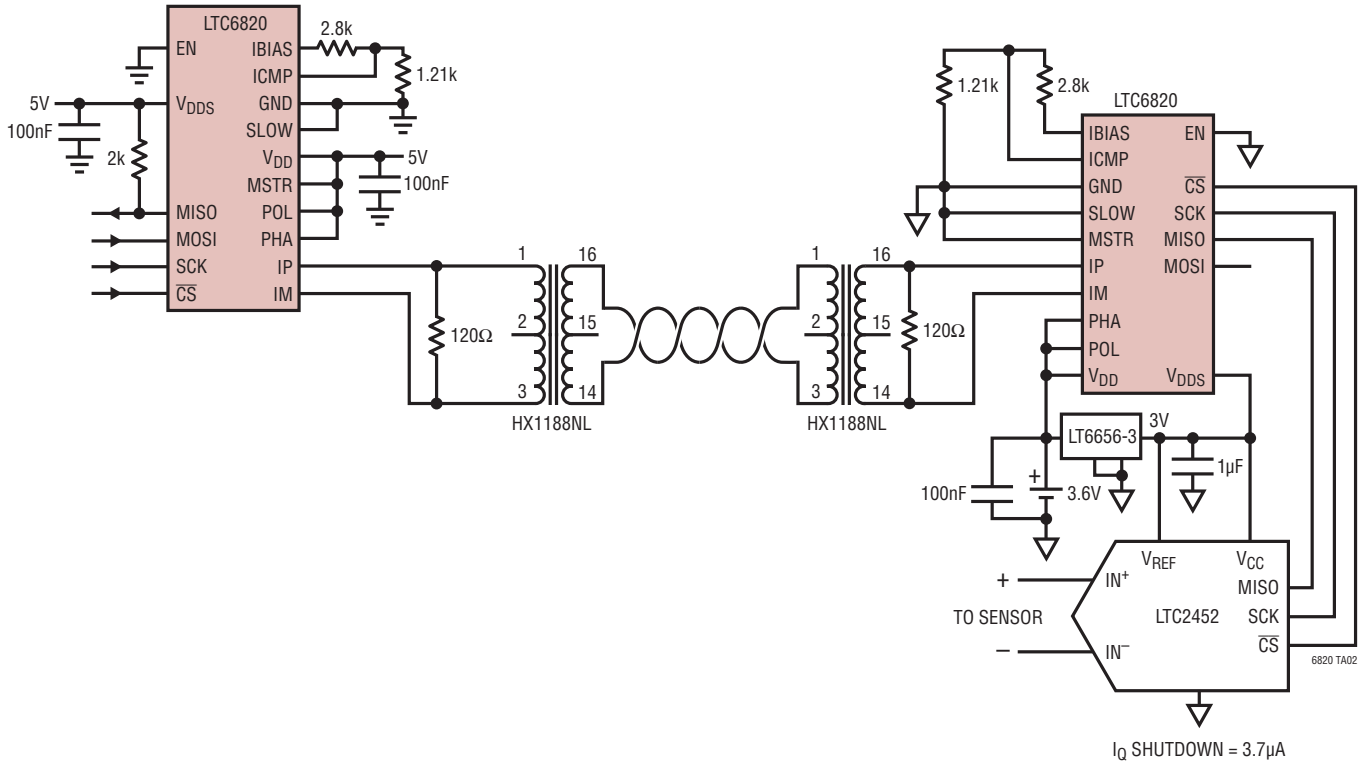 LTC6820
EN
IBIAS
2.8k
ICMP
1.21k
5V
VDDS
GND
100nF
SLOW
2k
VDD
5V
MSTR
100nF
MISO
POL
MOSI
PHA
SCK
IP
CS
IM
120Ω
1
16
2
15
3
14
HX1188NL
1
16
2
15
3
14
HX1188NL
120Ω
1.21k
2.8k
LTC6820
IBIAS
EN
ICMP
GND
CS
SLOW
SCK
MSTR
MISO
IP
MOSI
IM
PHA
POL
VDD
VDDS
LT6656-3
3V
1µF
100nF
+
3.6V
VREF
VCC
+
IN+
MISO
TO SENSOR
LTC2452
SCK
–
IN–
CS
6820 TA02
IQ SHUTDOWN = 3.7µA